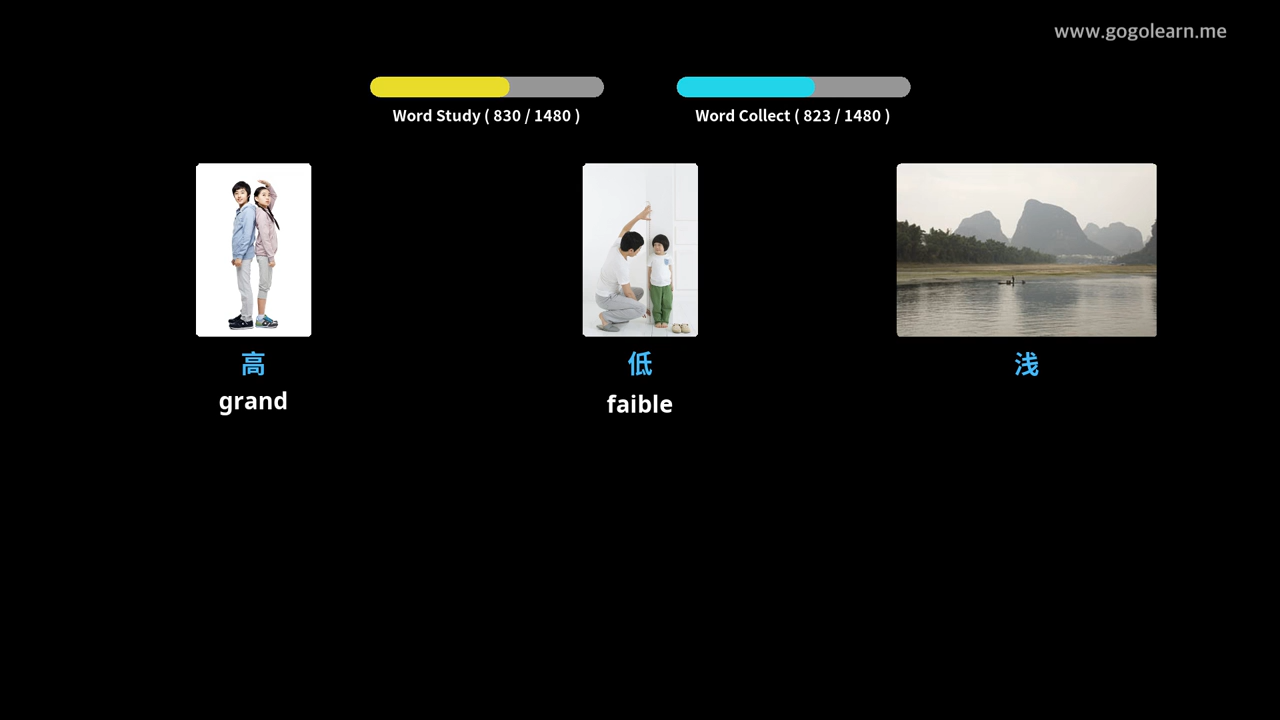 www.gogolearn.me
Word Study ( 830 / 1480 )
Word Collect ( 823 / 1480 )
高
低
浅
grand
faible